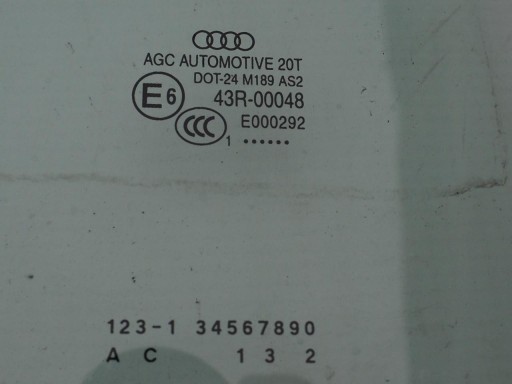 AGC AUTOMOTIVE 20T
DOT-24 M189 AS2
E6 43R-00048
CCC E000292
1 ......
123-1 34567890
A C 1 3 2